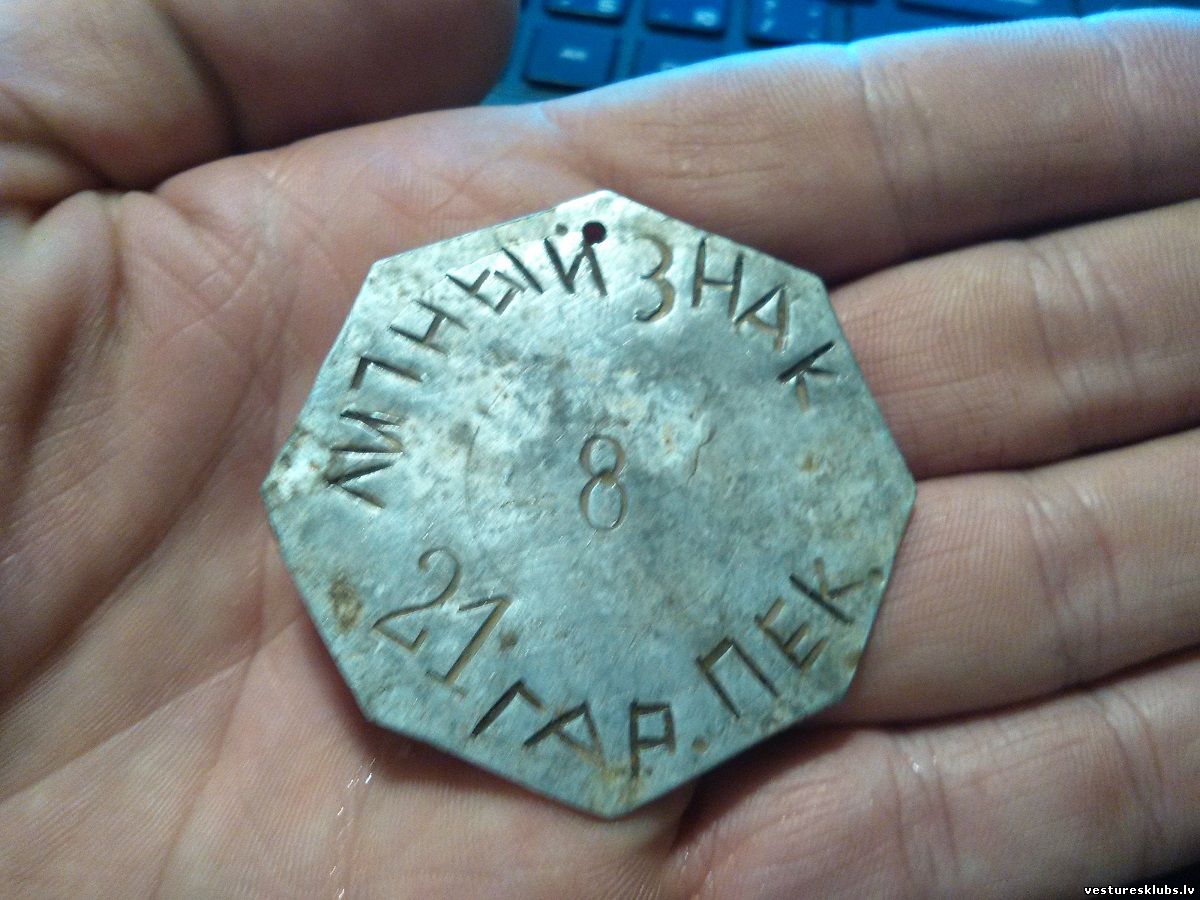 ЛИЧНЫЙ ЗНАК
8
21. ГАР. ПЕК.
vesturesklubs.lv